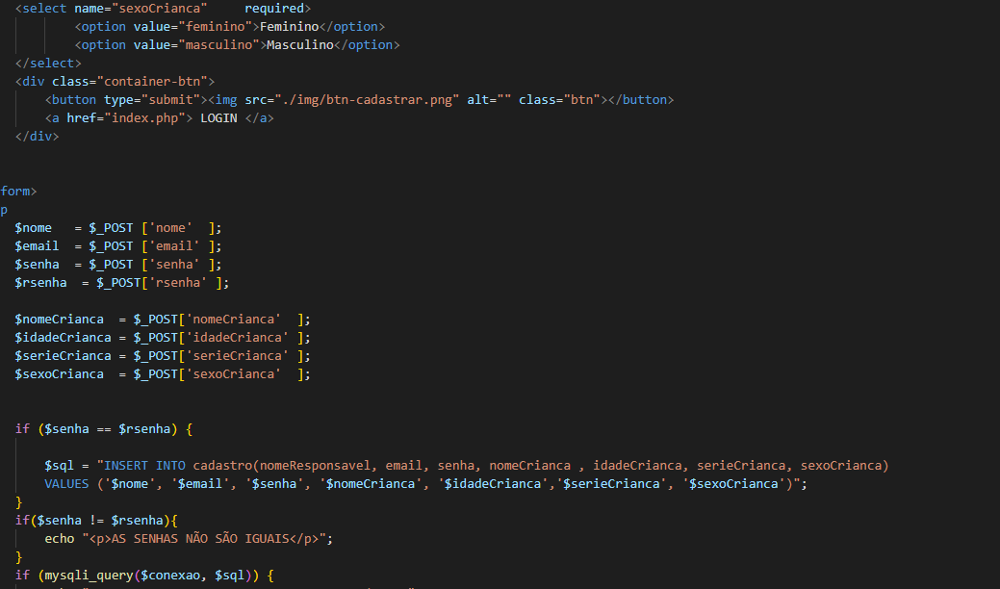 <select name="sexoCrianca"     required>
<option value="feminino">Feminino</option>
<option value="masculino">Masculino</option>
</select>
<div class="container-btn">
<button type="submit"><img src="./img/btn-cadastrar.png" alt="" class="btn"></button>
<a href="index.php"> LOGIN </a>
</div>
form>
p
$nome   = $_POST ['nome'  ];
$email  = $_POST ['email' ];
$senha  = $_POST ['senha' ];
$rsenha  = $_POST['rsenha' ];
$nomeCrianca  = $_POST['nomeCrianca'  ];
$idadeCrianca = $_POST['idadeCrianca' ];
$serieCrianca = $_POST['serieCrianca' ];
$sexoCrianca  = $_POST['sexoCrianca'  ];
if ($senha == $rsenha) {
$sql = "INSERT INTO cadastro(nomeResponsavel, email, senha, nomeCrianca , idadeCrianca, serieCrianca, sexoCrianca)
VALUES ('$nome', '$email', '$senha', '$nomeCrianca', '$idadeCrianca','$serieCrianca', '$sexoCrianca')";
}
if($senha != $rsenha){
echo "<p>AS SENHAS NÃO SÃO IGUAIS</p>";
}
if (mysqli_query($conexao, $sql)) {